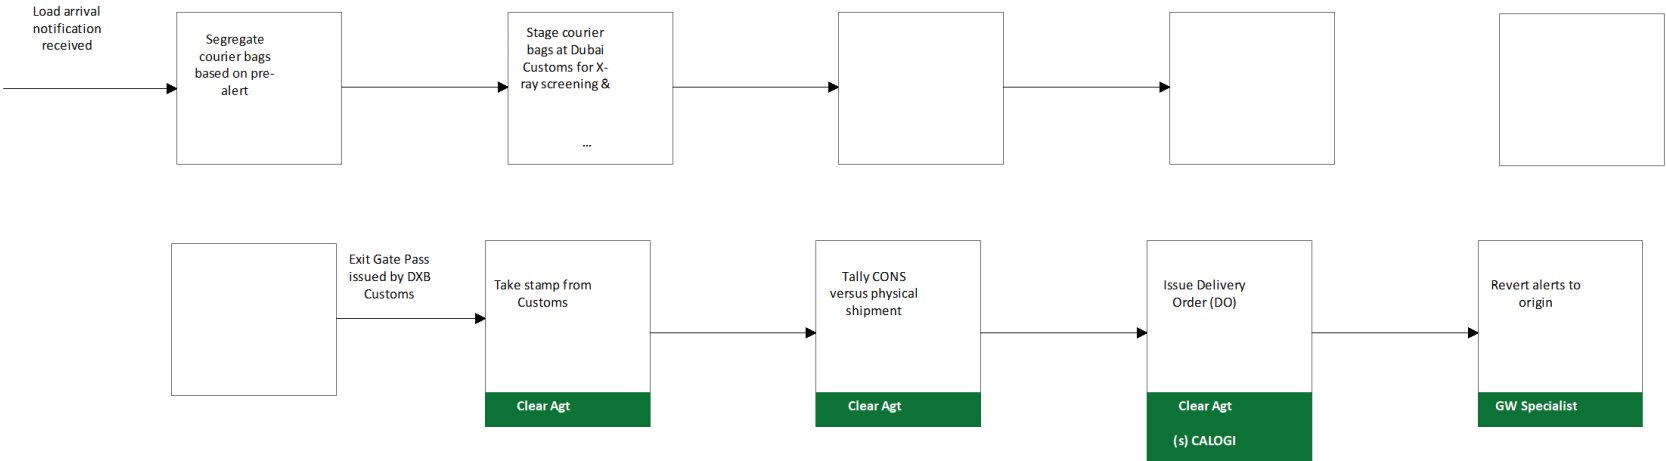 Load arrival
notification
received
Segregate
courier bags
based on pre-
alert
Stage courier
bags at Dubai
Customs for X-
ray screening &
...
Exit Gate Pass
issued by DXB
Customs
Take stamp from
Customs
Clear Agt
Tally CONS
versus physical
shipment
Clear Agt
Issue Delivery
Order (DO)
Clear Agt
(s) CALOGI
Revert alerts to
origin
GW Specialist